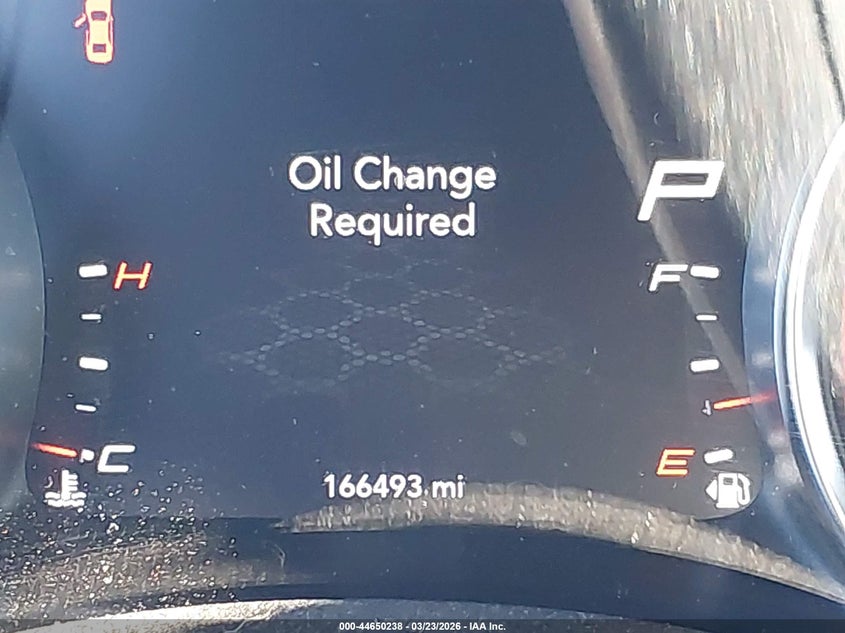 Oil Change
Required
P
H
F
C
E
166493 mi
000-44650238 - 03/23/2026 - IAA Inc.